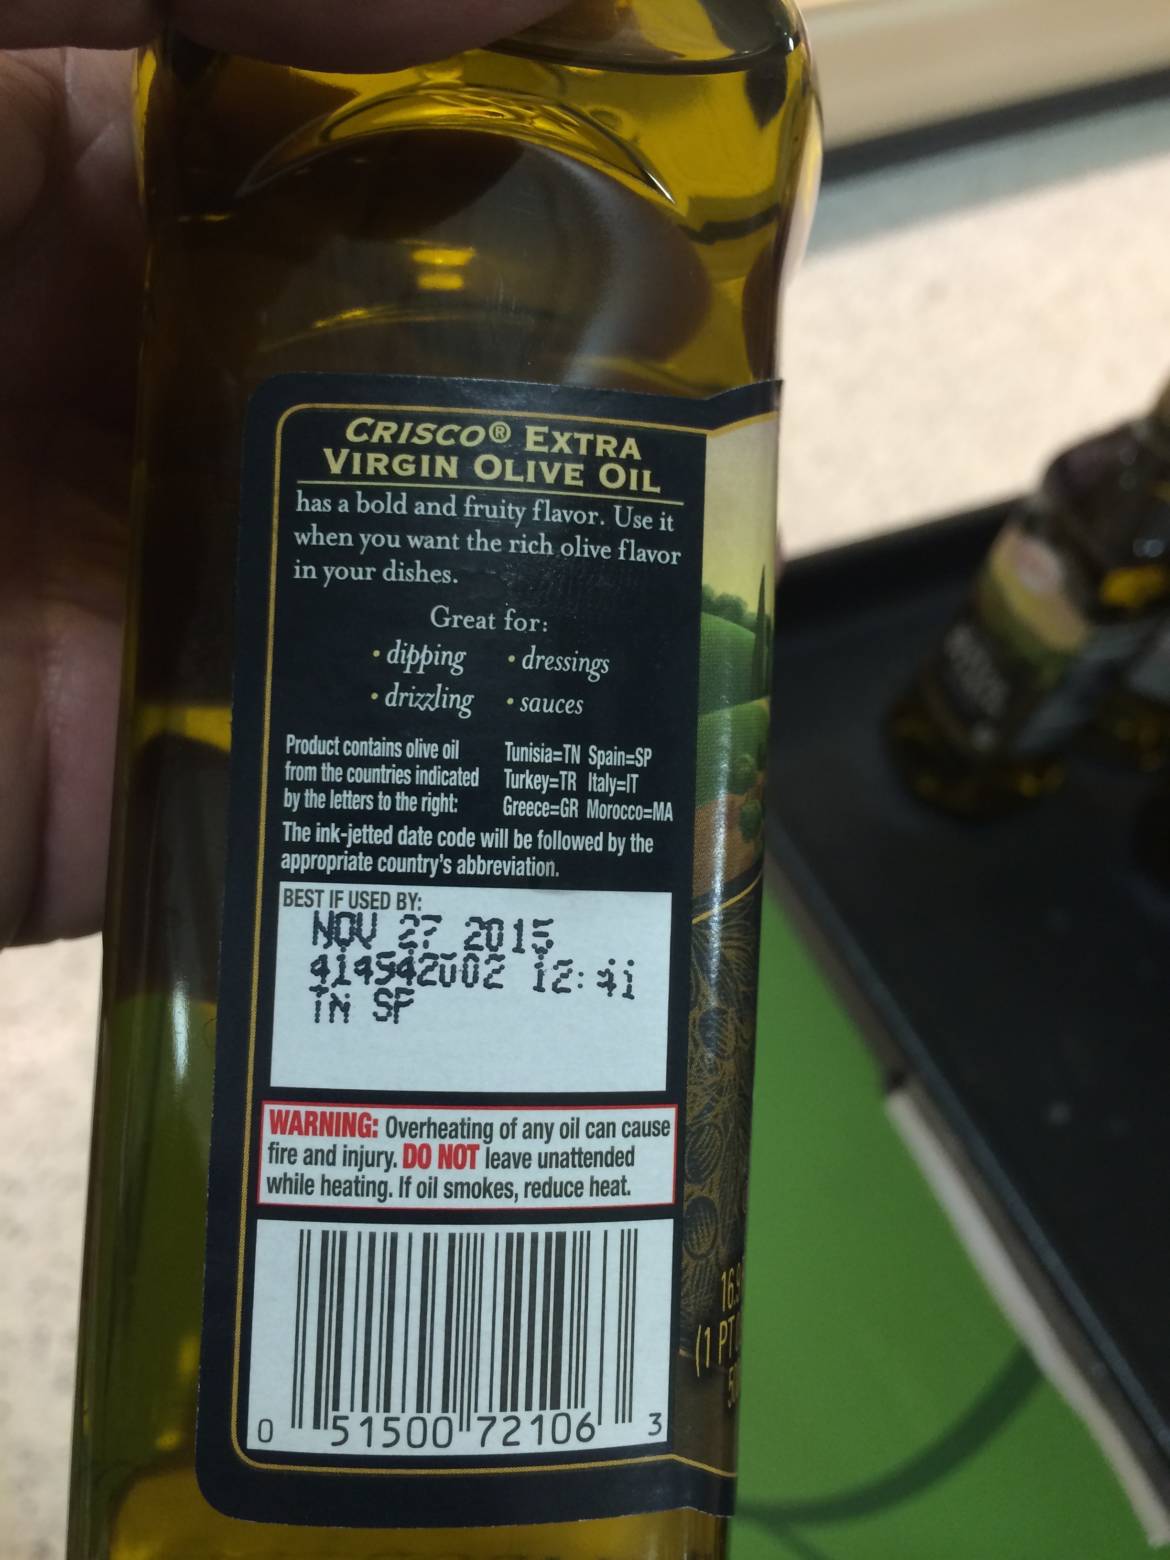 CRISCO® EXTRA
VIRGIN OLIVE OIL
has a bold and fruity flavor. Use it
when you want the rich olive flavor
in your dishes.
Great for:
• dipping • dressings
• drizzling • sauces
Product contains olive oil
from the countries indicated
by the letters to the right:
Tunisia=TN Spain=SP
Turkey=TR Italy=IT
Greece=GR Morocco=MA
The ink-jetted date code will be followed by the
appropriate country's abbreviation.
BEST IF USED BY:
NOV 27 2015
414542002 12:41
TN SP
WARNING: Overheating of any oil can cause
fire and injury. DO NOT leave unattended
while heating. If oil smokes, reduce heat.
0 51500 72106 3
(1 PT